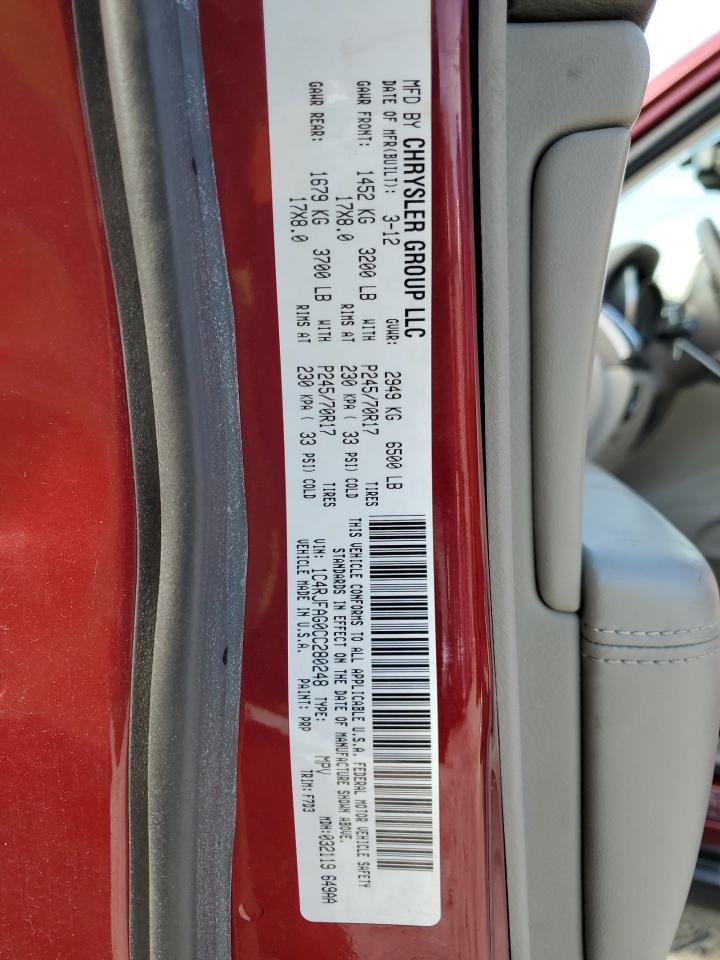 MFD BY CHRYSLER GROUP LLC
DATE OF MFR(BUILT): 3-12 GVWR: 2949 KG 6500 LB
GAWR FRONT: 1452 KG 3200 LB WITH P245/70R17 TIRES
17X8.0 RIMS AT 230 KPA ( 33 PSI) COLD
GAWR REAR: 1679 KG 3700 LB WITH P245/70R17 TIRES
17X8.0 RIMS AT 230 KPA ( 33 PSI) COLD
THIS VEHICLE CONFORMS TO ALL APPLICABLE U.S.A. FEDERAL MOTOR VEHICLE SAFETY
STANDARDS IN EFFECT ON THE DATE OF MANUFACTURE SHOWN ABOVE.
VIN: 1C4RJFAG0CC280248 TYPE: MPV MDH:032119 649AA
VEHICLE MADE IN U.S.A. PAINT: PRP TRIM:F7D3